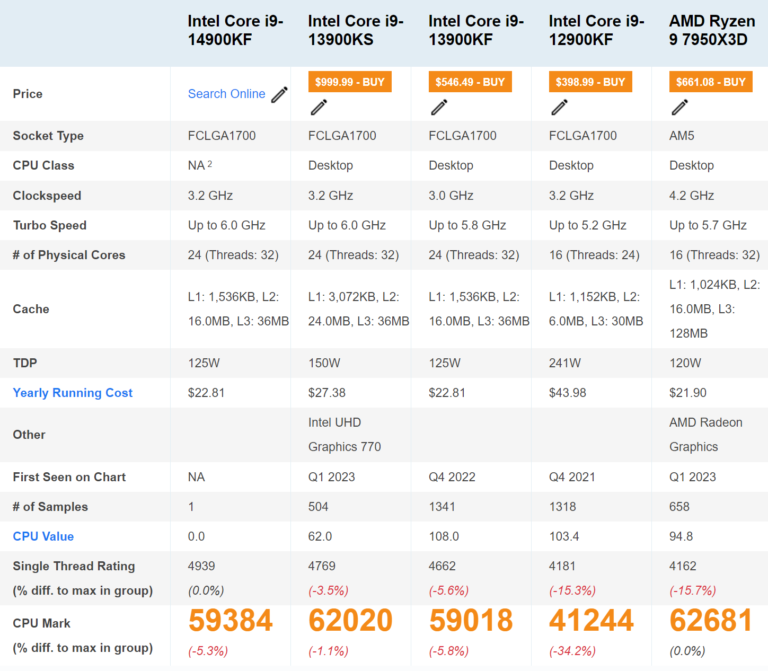 Intel Core i9- Intel Core i9- Intel Core i9- Intel Core i9- AMD Ryzen
14900KF 13900KS 13900KF 12900KF 9 7950X3D
Price Search Online $999.99 - BUY $546.49 - BUY $398.99 - BUY $661.08 - BUY
Socket Type FCLGA1700 FCLGA1700 FCLGA1700 FCLGA1700 AM5
CPU Class NA 2 Desktop Desktop Desktop Desktop
Clockspeed 3.2 GHz 3.2 GHz 3.0 GHz 3.2 GHz 4.2 GHz
Turbo Speed Up to 6.0 GHz Up to 6.0 GHz Up to 5.8 GHz Up to 5.2 GHz Up to 5.7 GHz
# of Physical Cores 24 (Threads: 32) 24 (Threads: 32) 24 (Threads: 32) 16 (Threads: 24) 16 (Threads: 32)
Cache L1: 1,536KB, L2: L1: 3,072KB, L2: L1: 1,536KB, L2: L1: 1,152KB, L2: L1: 1,024KB, L2:
16.0MB, L3: 36MB 24.0MB, L3: 36MB 16.0MB, L3: 36MB 6.0MB, L3: 30MB 16.0MB, L3:
128MB
TDP 125W 150W 125W 241W 120W
Yearly Running Cost $22.81 $27.38 $22.81 $43.98 $21.90
Other Intel UHD AMD Radeon
Graphics 770 Graphics
First Seen on Chart NA Q1 2023 Q4 2022 Q4 2021 Q1 2023
# of Samples 1 504 1341 1318 658
CPU Value 0.0 62.0 108.0 103.4 94.8
Single Thread Rating 4939 4769 4662 4181 4162
(% diff. to max in group) (0.0%) (-3.5%) (-5.6%) (-15.3%) (-15.7%)
CPU Mark 59384 62020 59018 41244 62681
(% diff. to max in group) (-5.3%) (-1.1%) (-5.8%) (-34.2%) (0.0%)